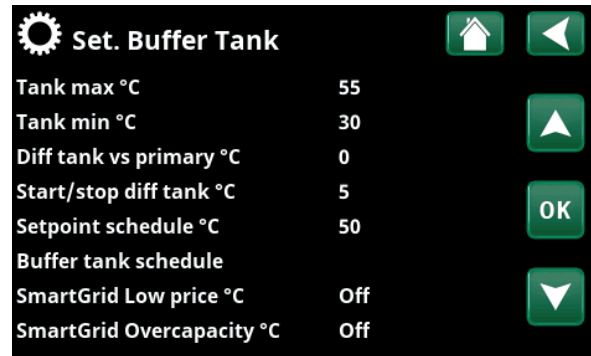 Set. Buffer Tank
Tank max °C 55
Tank min °C 30
Diff tank vs primary °C 0
Start/stop diff tank °C 5
Setpoint schedule °C 50
Buffer tank schedule
SmartGrid Low price °C Off
SmartGrid Overcapacity °C Off
OK